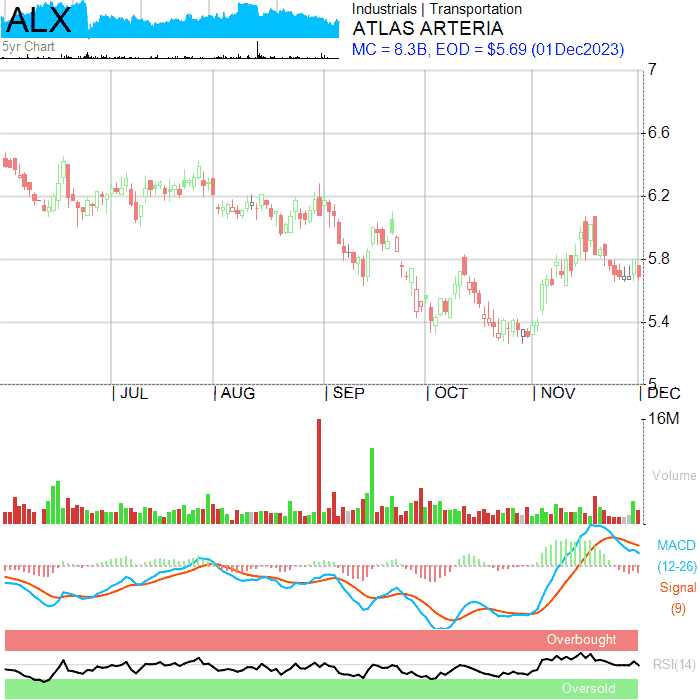 ALX
5yr Chart
Industrials | Transportation
ATLAS ARTERIA
MC = 8.3B, EOD = $5.69 (01Dec2023)
7
6.6
6.2
5.8
5.4
5
JUL AUG SEP OCT NOV DEC
16M
Volume
MACD
(12-26)
Signal
(9)
Overbought
RSI(14)
Oversold